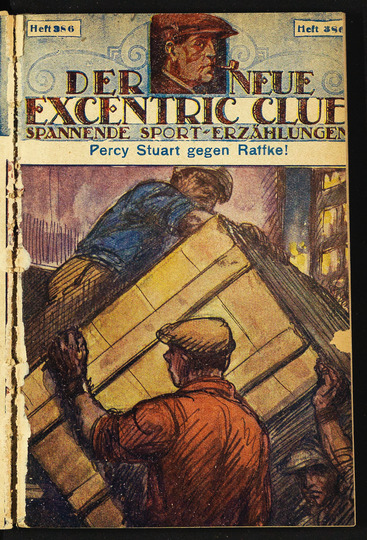 Heft 386
Heft 386
DER NEUE
EXCENTRIC CLUB
SPANNENDE SPORT-ERZÄHLUNGEN
Percy Stuart gegen Raffke!